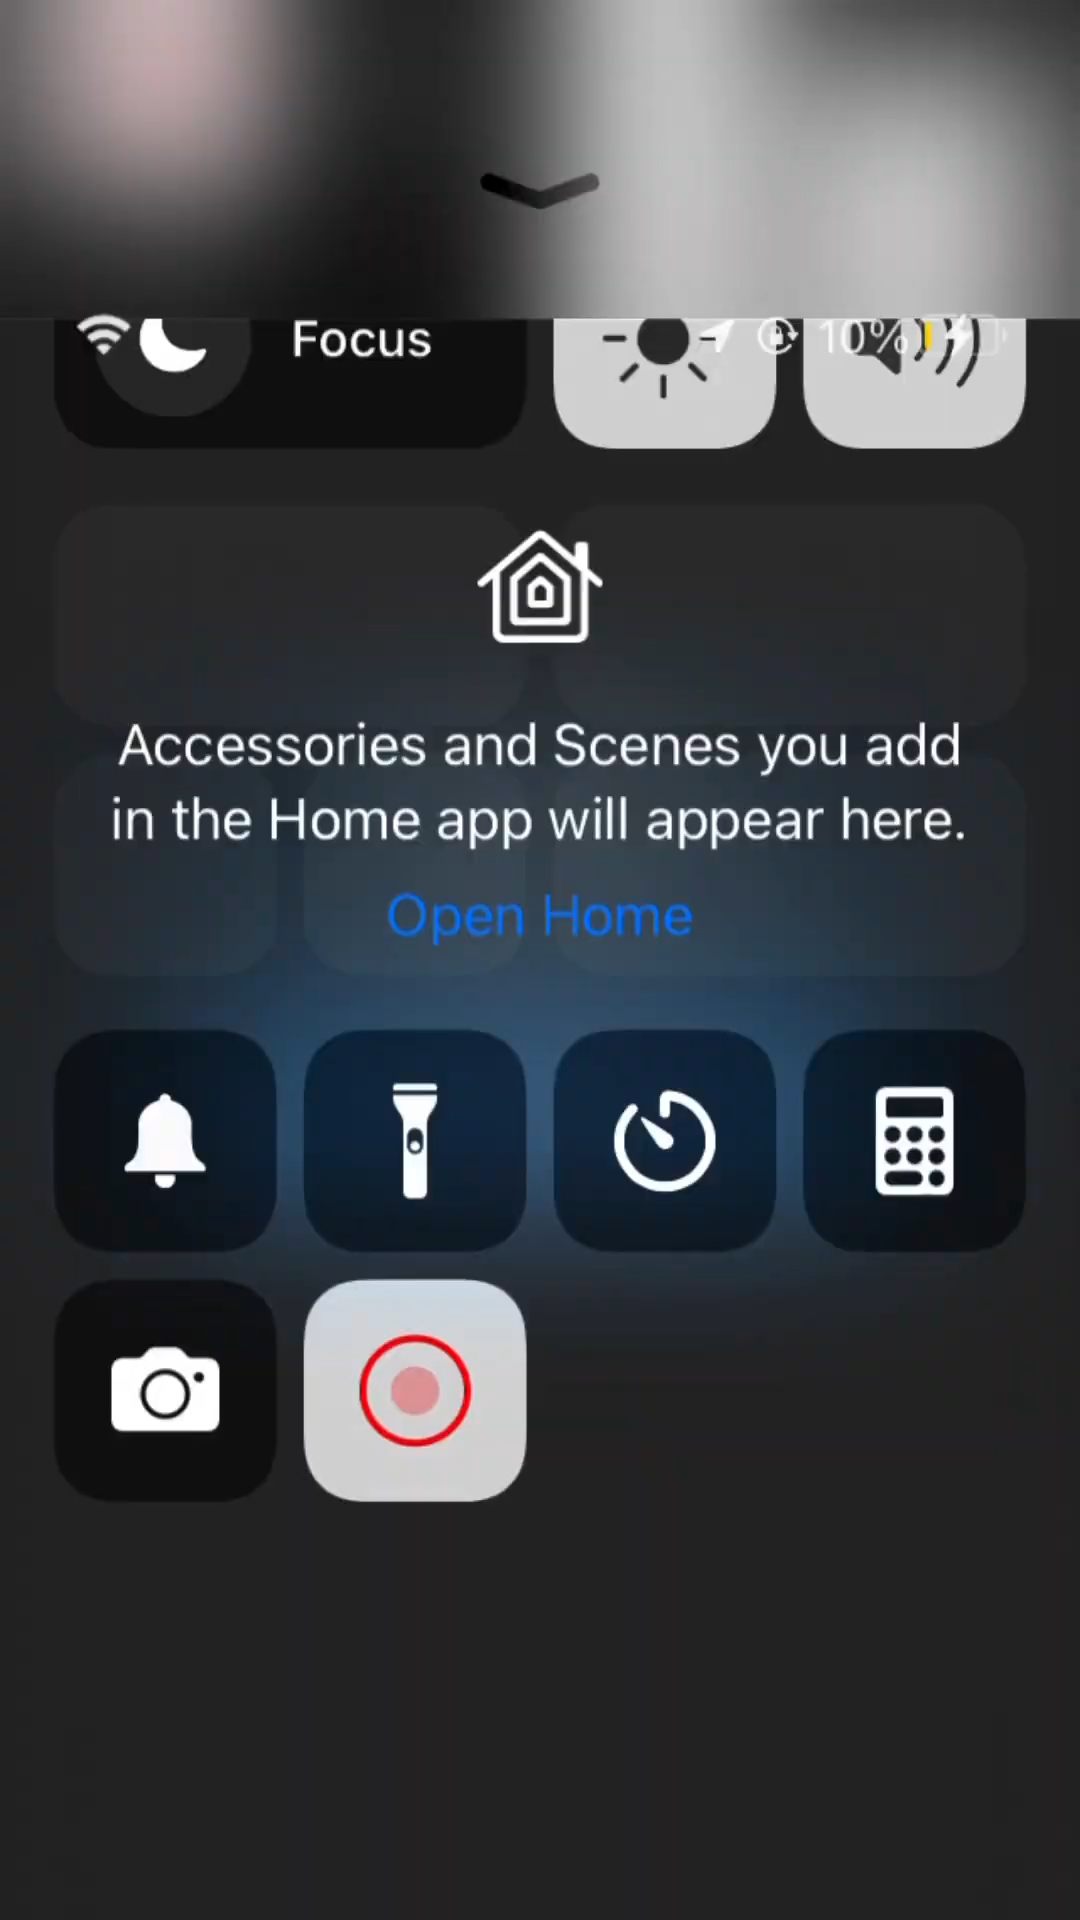 Focus
10%
Accessories and Scenes you add
in the Home app will appear here.
Open Home